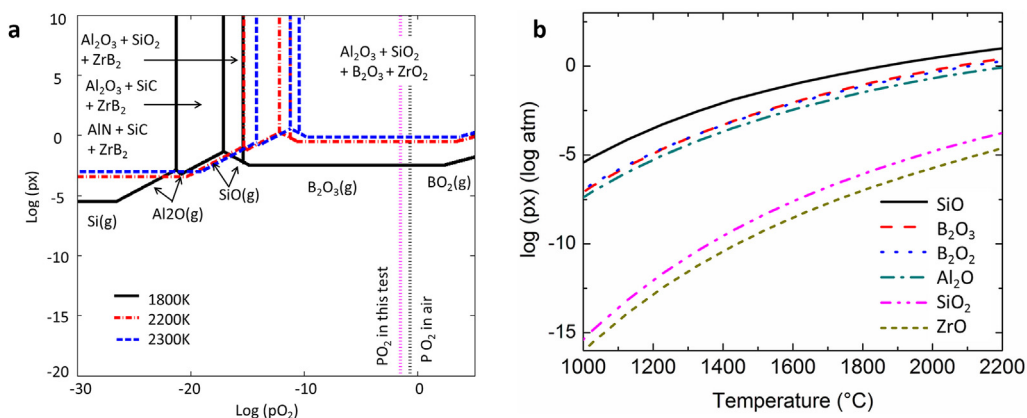 a
10
5
0
-5
-10
-15
-20
Log (px)
Al₂O₃ + SiO₂
+ ZrB₂
Al₂O₃ + SiC
+ ZrB₂
AlN + SiC
+ ZrB₂
Al₂O₃ + SiO₂
+ B₂O₃ + ZrO₂
Si(g)
Al2O(g)
SiO(g)
B₂O₃(g)
BO₂(g)
1800K
2200K
2300K
PO₂ in this test
P O₂ in air
-30
-20
-10
0
Log (pO₂)
b
0
-5
-10
-15
log (px) (log atm)
SiO
B₂O₃
B₂O₂
Al₂O
SiO₂
ZrO
1000 1200 1400 1600 1800 2000 2200
Temperature (°C)